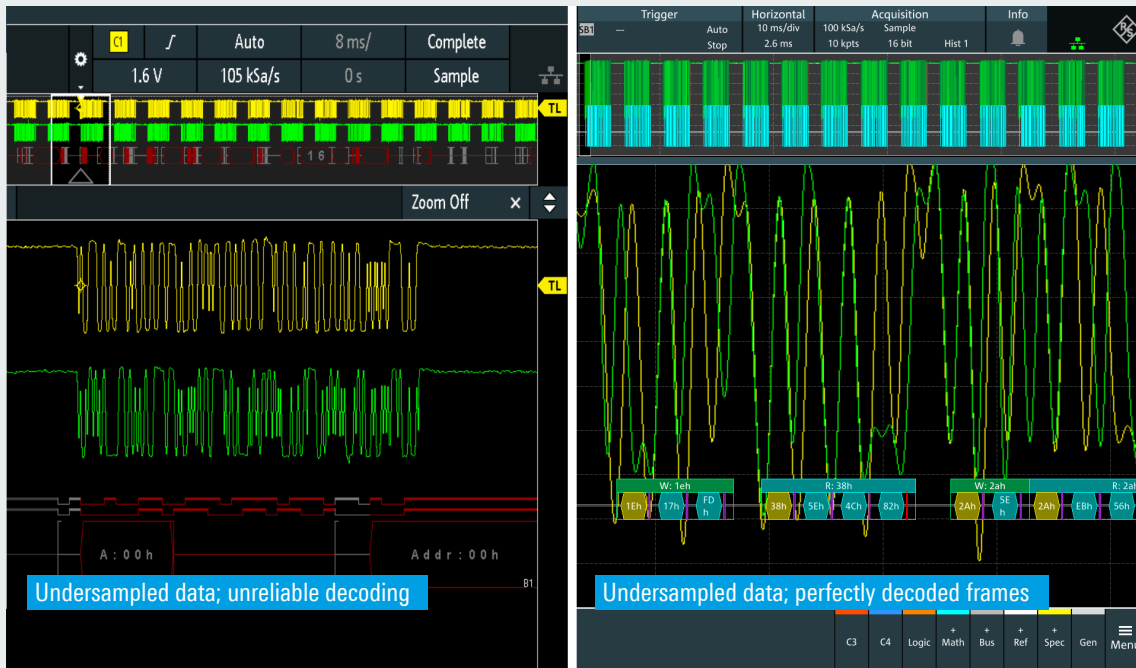 C1 Auto 8 ms/ Complete
1.6 V 105 kSa/s 0 s Sample
TL
1 6
Zoom Off ×
TL
A:00h Addr:00h
B1
Undersampled data; unreliable decoding
Trigger Horizontal Acquisition Info
SB1 --- Auto 10 ms/div 100 kSa/s Sample
Stop 2.6 ms 10 kpts 16 bit Hist 1
R&S
W: 1eh R: 38h W: 2ah R: 2ah
1Eh 17h FD h 38h 5Eh 4Ch 82h 2Ah 5E h 2Ah EBh 56h
Undersampled data; perfectly decoded frames
C3 C4 Logic + Math + Bus + Ref + Spec Gen Menu